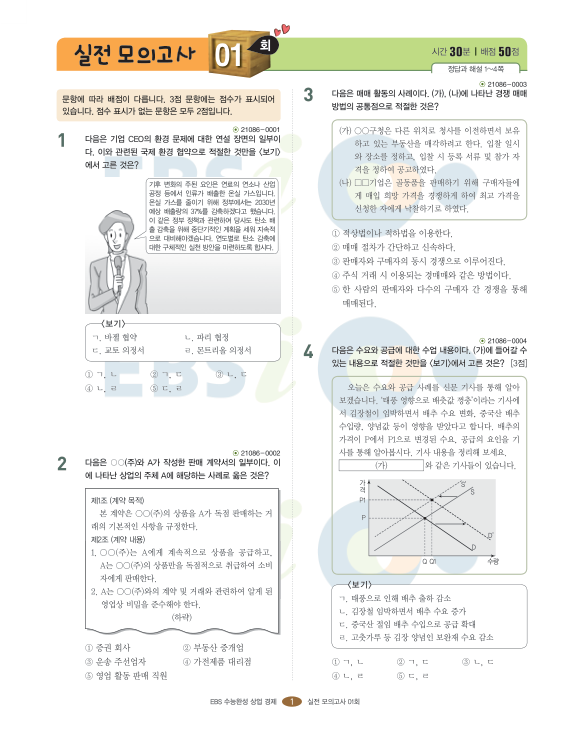 실전 모의고사 01 회
시간 30분 | 배점 50점
정답과 해설 1~4쪽
문항에 따라 배점이 다릅니다. 3점 문항에는 점수가 표시되어
있습니다. 점수 표시가 없는 문항은 모두 2점입니다.
21086-0001
1 다음은 기업 CEO의 환경 문제에 대한 연설 장면의 일부이
다. 이와 관련된 국제 환경 협약으로 적절한 것만을 <보기>
에서 고른 것은?
기후 변화의 주된 요인은 연료의 연소나 산업
공정 등에서 인류가 배출한 온실 가스입니다.
온실 가스를 줄이기 위해 정부에서는 2030년
예상 배출량의 37%를 감축하겠다고 했습니다.
이 같은 정부 정책과 관련하여 당사도 탄소 배
출 감축을 위해 중단기적인 계획을 세워 지속적
으로 대비해야겠습니다. 연도별로 탄소 감축에
대한 구체적인 실천 방안을 마련하도록 합시다.
<보기>
ㄱ. 바젤 협약 ㄴ. 파리 협정
ㄷ. 교토 의정서 ㄹ. 몬트리올 의정서
① ㄱ, ㄴ ② ㄱ, ㄷ ③ ㄴ, ㄷ
④ ㄴ, ㄹ ⑤ ㄷ, ㄹ
21086-0002
2 다음은 ○○(주)와 A가 작성한 판매 계약서의 일부이다. 이
에 나타난 상업의 주체 A에 해당하는 사례로 옳은 것은?
제1조 (계약 목적)
본 계약은 ○○(주)의 상품을 A가 독점 판매하는 거
래의 기본적인 사항을 규정한다.
제2조 (계약 내용)
1. ○○(주)는 A에게 계속적으로 상품을 공급하고,
A는 ○○(주)의 상품만을 독점적으로 취급하여 소비
자에게 판매한다.
2. A는 ○○(주)와의 계약 및 거래와 관련하여 알게 된
영업상 비밀을 준수해야 한다.
(하략)
① 증권 회사 ② 부동산 중개업
③ 운송 주선업자 ④ 가전제품 대리점
⑤ 영업 활동 판매 직원
21086-0003
3 다음은 매매 활동의 사례이다. (가), (나)에 나타난 경쟁 매매
방법의 공통점으로 적절한 것은?
(가) ○○구청은 다른 위치로 청사를 이전하면서 보유
하고 있는 부동산을 매각하려고 한다. 입찰 일시
와 장소를 정하고, 입찰 시 등록 서류 및 참가 자
격을 정하여 공고하였다.
(나) □□기업은 골동품을 판매하기 위해 구매자들에
게 매입 희망 가격을 경쟁하게 하여 최고 가격을
신청한 자에게 낙찰하기로 하였다.
① 적상법이나 적하법을 이용한다.
② 매매 절차가 간단하고 신속하다.
③ 판매자와 구매자의 동시 경쟁으로 이루어진다.
④ 주식 거래 시 이용되는 경매매와 같은 방법이다.
⑤ 한 사람의 판매자와 다수의 구매자 간 경쟁을 통해
매매된다.
21086-0004
4 다음은 수요와 공급에 대한 수업 내용이다. (가)에 들어갈 수
있는 내용으로 적절한 것만을 <보기>에서 고른 것은? [3점]
오늘은 수요와 공급 사례를 신문 기사를 통해 알아
보겠습니다. '태풍 영향으로 배춧값 껑충'이라는 기사에
서 김장철이 임박하면서 배추 수요 변화, 중국산 배추
수입량, 양념값 등이 영향을 받았다고 합니다. 배추의
가격이 P에서 P1으로 변경된 수요, 공급의 요인을 기
사를 통해 알아봅시다. 기사 내용을 정리해 보세요.
(가) 와 같은 기사들이 있습니다.
가격
S'
S
P1
P
D'
D
Q Q1 수량
<보기>
ㄱ. 태풍으로 인해 배추 출하 감소
ㄴ. 김장철 임박하면서 배추 수요 증가
ㄷ. 중국산 절임 배추 수입으로 공급 확대
ㄹ. 고춧가루 등 김장 양념인 보완재 수요 감소
① ㄱ, ㄴ ② ㄱ, ㄷ ③ ㄴ, ㄷ
④ ㄴ, ㄹ ⑤ ㄷ, ㄹ
EBS 수능완성 상업 경제 1 실전 모의고사 01회